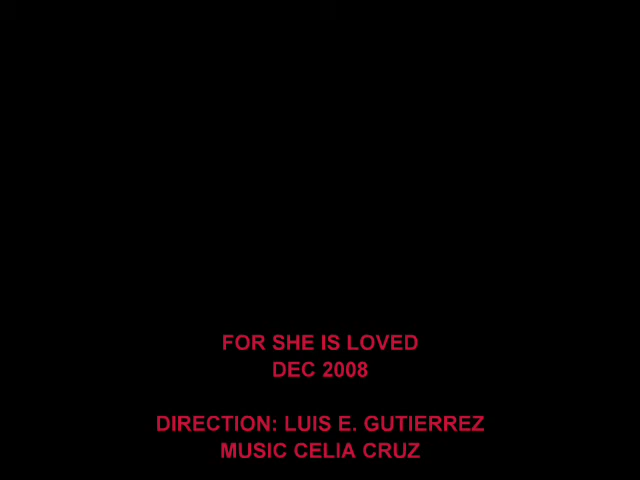 FOR SHE IS LOVED
DEC 2008
DIRECTION: LUIS E. GUTIERREZ
MUSIC CELIA CRUZ